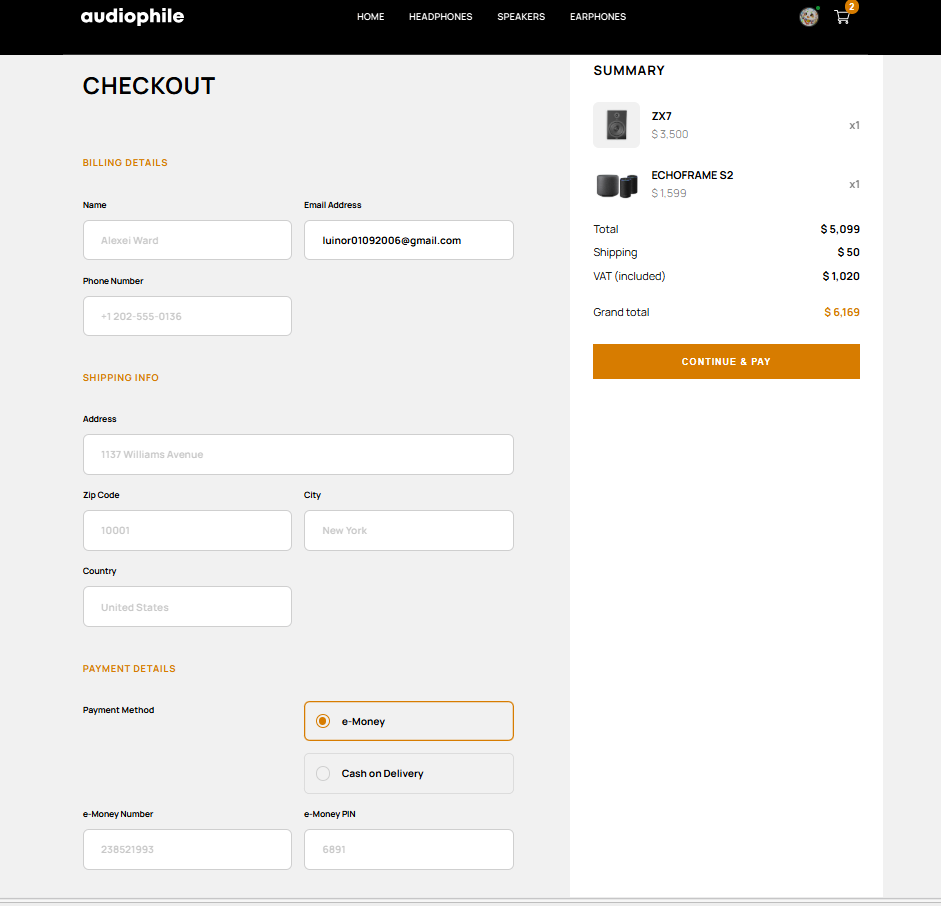 audiophile
HOME HEADPHONES SPEAKERS EARPHONES
2
CHECKOUT
BILLING DETAILS
Name Email Address
Alexei Ward luinor01092006@gmail.com
Phone Number
+1 202-555-0136
SHIPPING INFO
Address
1137 Williams Avenue
Zip Code City
10001 New York
Country
United States
PAYMENT DETAILS
Payment Method
e-Money
Cash on Delivery
e-Money Number e-Money PIN
238521993 6891
SUMMARY
ZX7
$ 3,500
x1
ECHOFRAME S2
$ 1,599
x1
Total $ 5,099
Shipping $ 50
VAT (included) $ 1,020
Grand total $ 6,169
CONTINUE & PAY